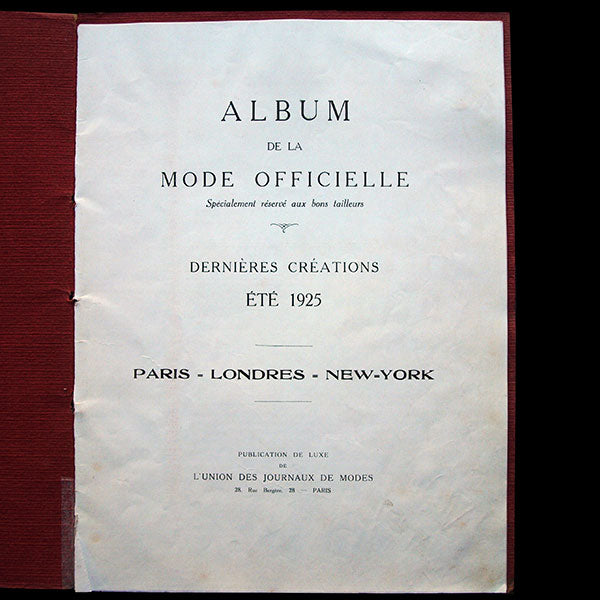 ALBUM
DE LA
MODE OFFICIELLE
Spécialement réservé aux bons tailleurs
DERNIÈRES CRÉATIONS
ÉTÉ 1925
PARIS - LONDRES - NEW-YORK
PUBLICATION DE LUXE
DE
L'UNION DES JOURNAUX DE MODES
28, Rue Bergère, 28 — PARIS